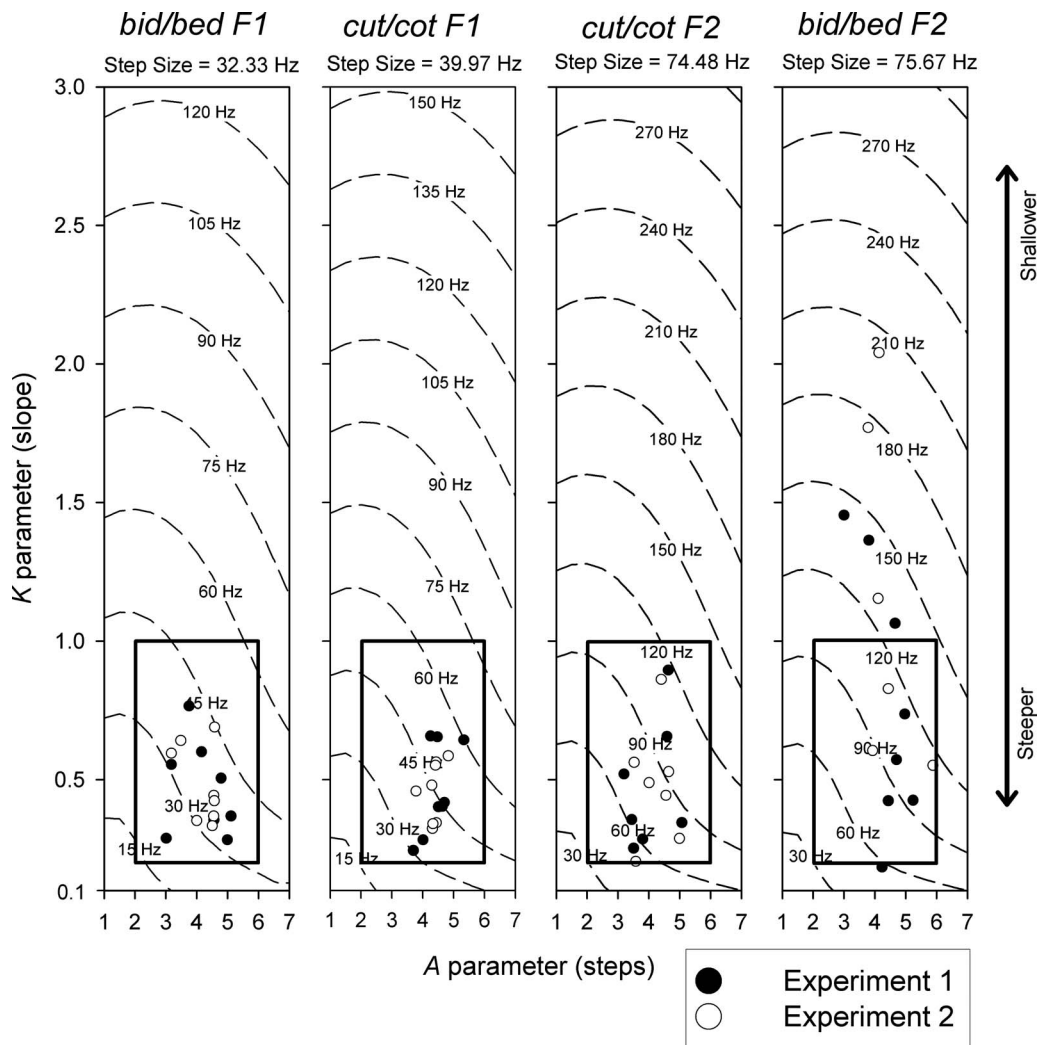 bid/bed F1
Step Size = 32.33 Hz
cut/cot F1
Step Size = 39.97 Hz
cut/cot F2
Step Size = 74.48 Hz
bid/bed F2
Step Size = 75.67 Hz
K parameter (slope)
3.0
2.5
2.0
1.5
1.0
0.5
0.1
120 Hz
105 Hz
90 Hz
75 Hz
60 Hz
45 Hz
30 Hz
15 Hz
1 2 3 4 5 6 7
150 Hz
135 Hz
120 Hz
105 Hz
90 Hz
75 Hz
60 Hz
45 Hz
30 Hz
15 Hz
1 2 3 4 5 6 7
270 Hz
240 Hz
210 Hz
180 Hz
150 Hz
120 Hz
90 Hz
60 Hz
30 Hz
1 2 3 4 5 6 7
270 Hz
240 Hz
210 Hz
180 Hz
150 Hz
120 Hz
90 Hz
60 Hz
30 Hz
1 2 3 4 5 6 7
Shallower
Steeper
A parameter (steps)
Experiment 1
Experiment 2